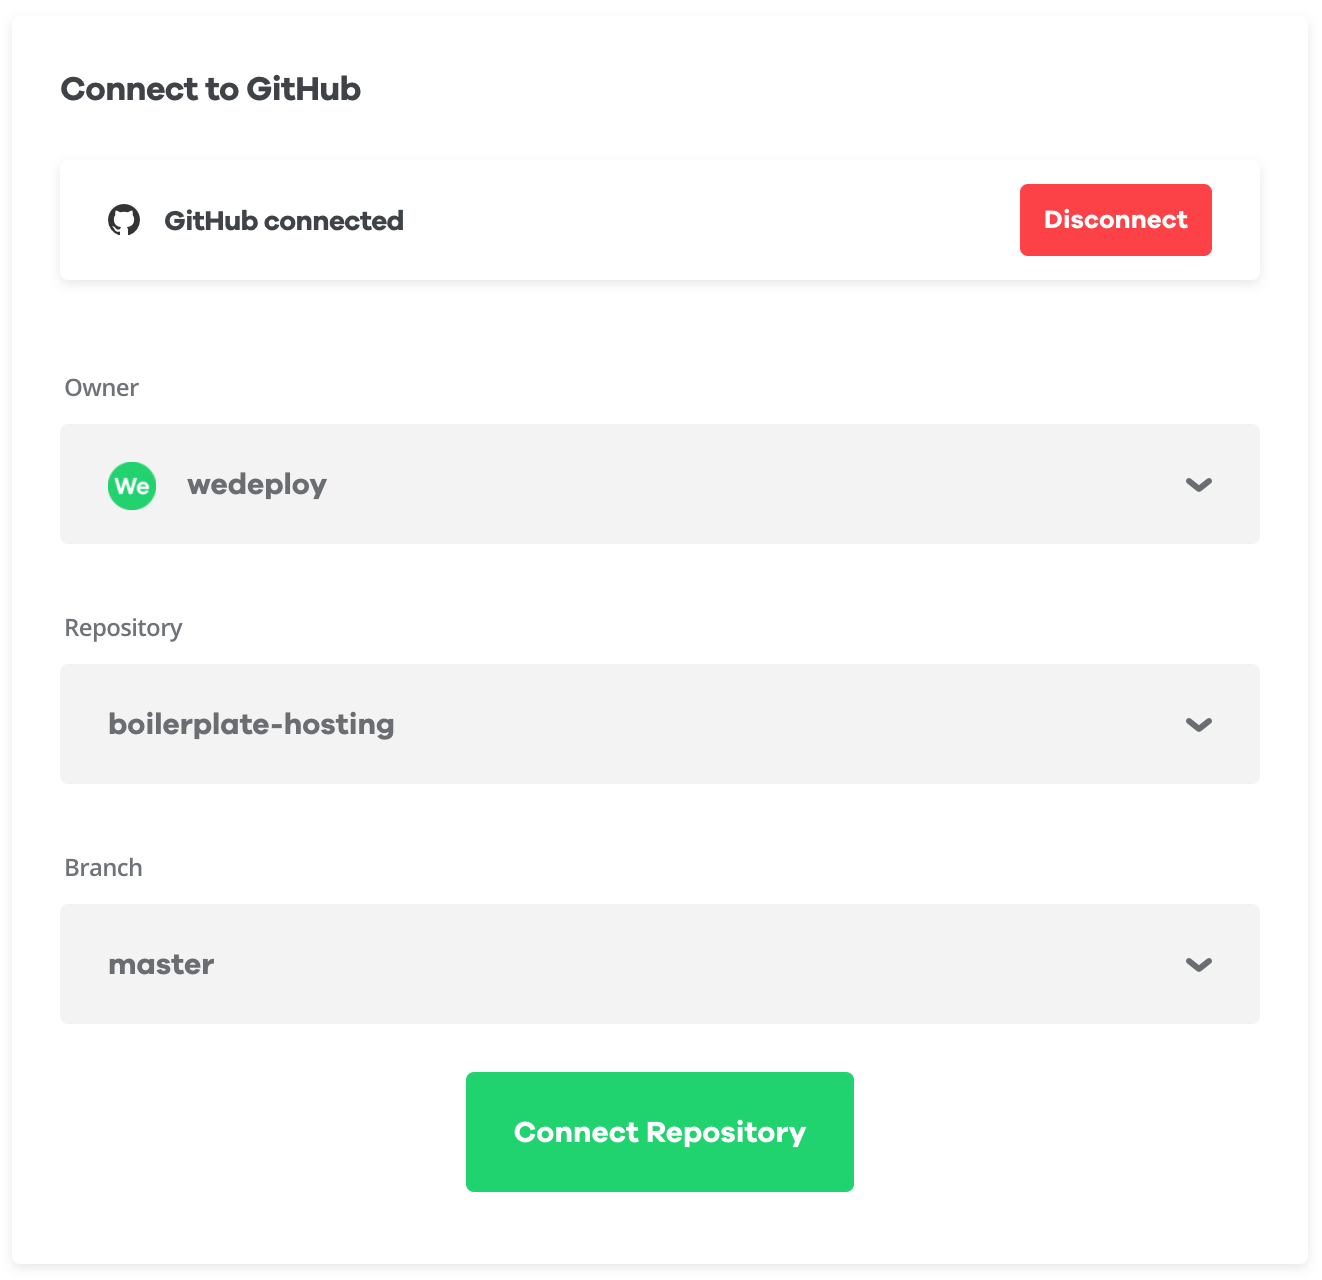 Connect to GitHub
GitHub connected
Disconnect
Owner
We wedeploy
Repository
boilerplate-hosting
Branch
master
Connect Repository